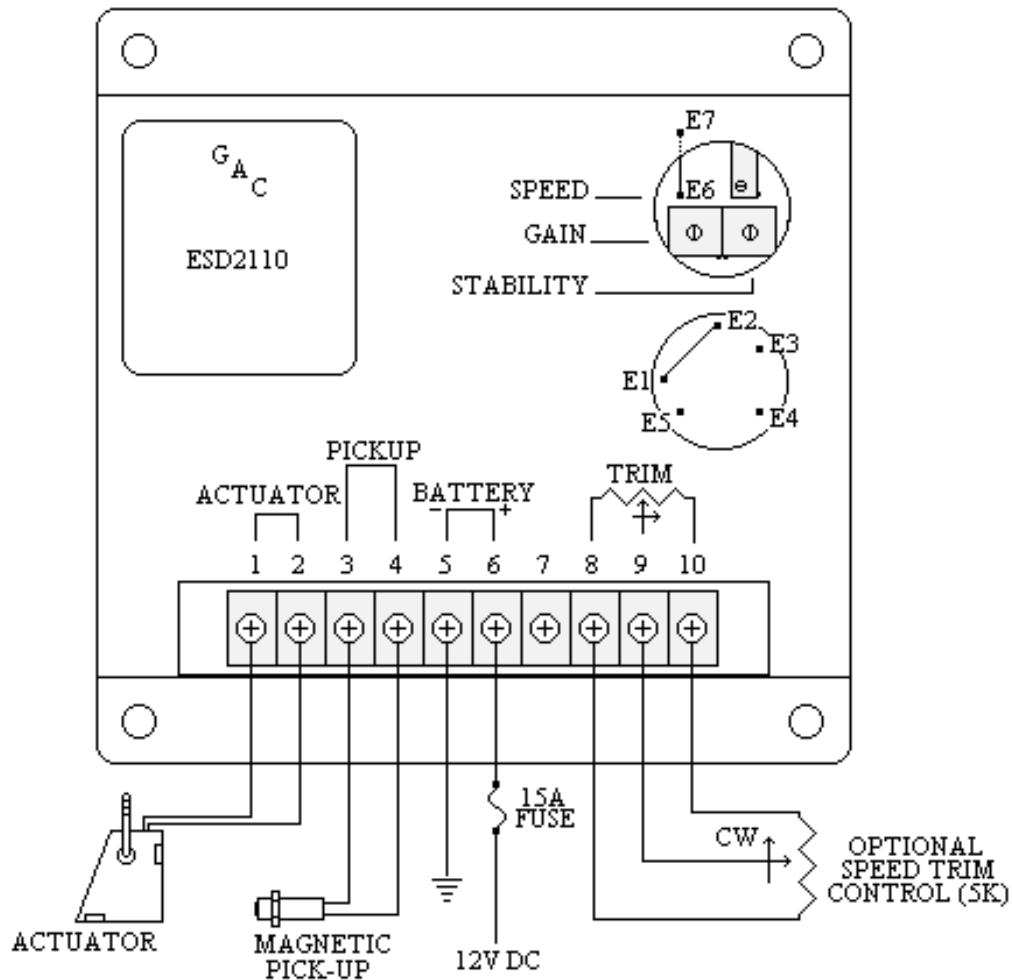 GAC
ESD2110
E7
SPEED
E6
GAIN
STABILITY
E2
E3
E1
E5
E4
PICKUP
TRIM
ACTUATOR
BATTERY
- +
1 2 3 4 5 6 7 8 9 10
15A
FUSE
CW
OPTIONAL
SPEED TRIM
CONTROL (5K)
ACTUATOR
MAGNETIC
PICK-UP
12V DC